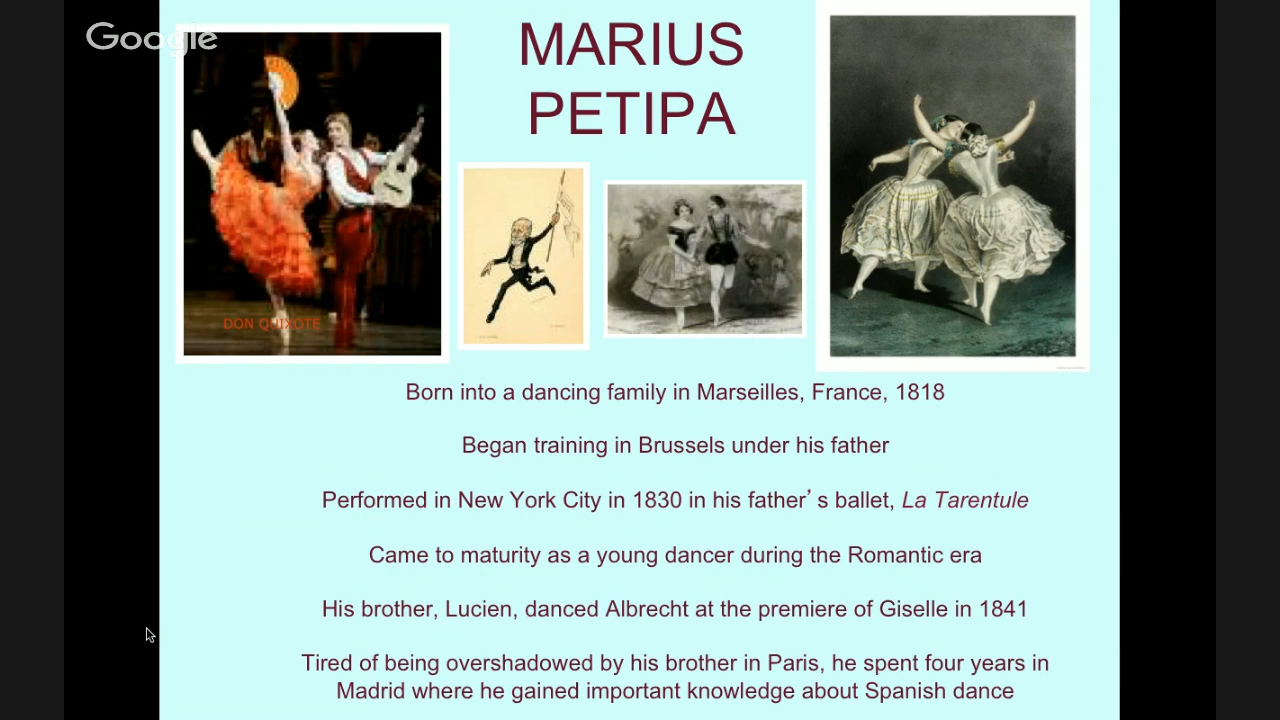 Google
MARIUS
PETIPA
DON QUIXOTE
Born into a dancing family in Marseilles, France, 1818
Began training in Brussels under his father
Performed in New York City in 1830 in his father’ s ballet, La Tarentule
Came to maturity as a young dancer during the Romantic era
His brother, Lucien, danced Albrecht at the premiere of Giselle in 1841
Tired of being overshadowed by his brother in Paris, he spent four years in
Madrid where he gained important knowledge about Spanish dance